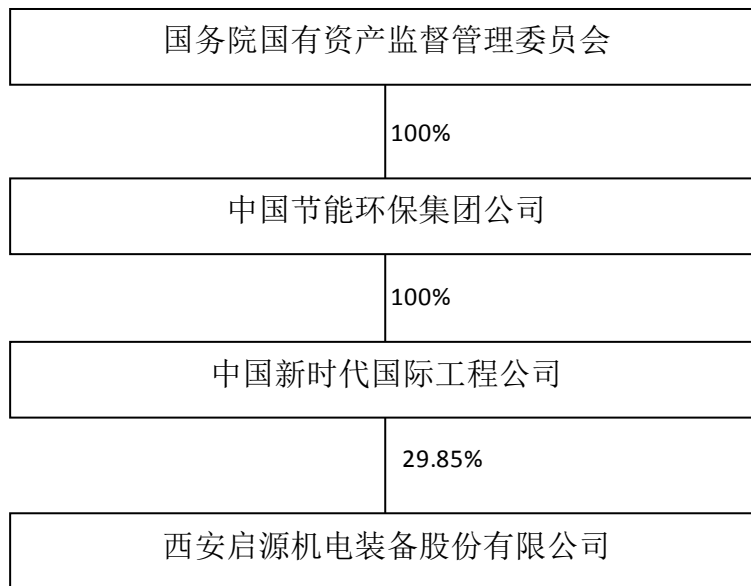 国务院国有资产监督管理委员会
100%
中国节能环保集团公司
100%
中国新时代国际工程公司
29.85%
西安启源机电装备股份有限公司